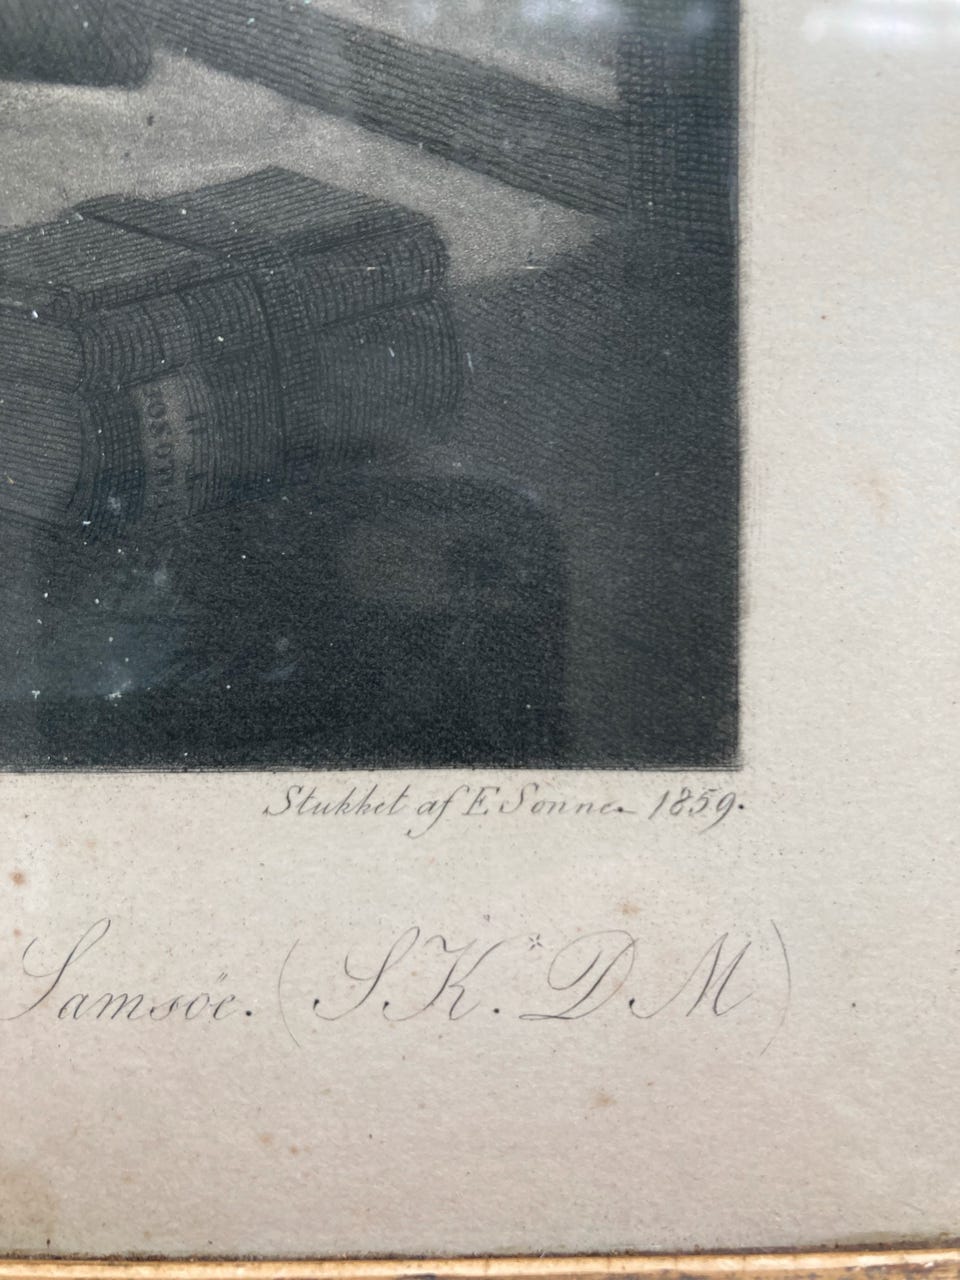 Stukket af E Sonne 1859.
Samsöe. (S. K.* D. M)